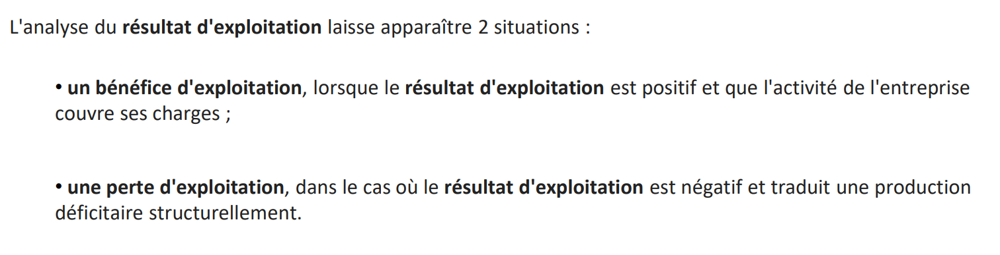 L'analyse du résultat d'exploitation laisse apparaître 2 situations :
• un bénéfice d'exploitation, lorsque le résultat d'exploitation est positif et que l'activité de l'entreprise
couvre ses charges ;
• une perte d'exploitation, dans le cas où le résultat d'exploitation est négatif et traduit une production
déficitaire structurellement.